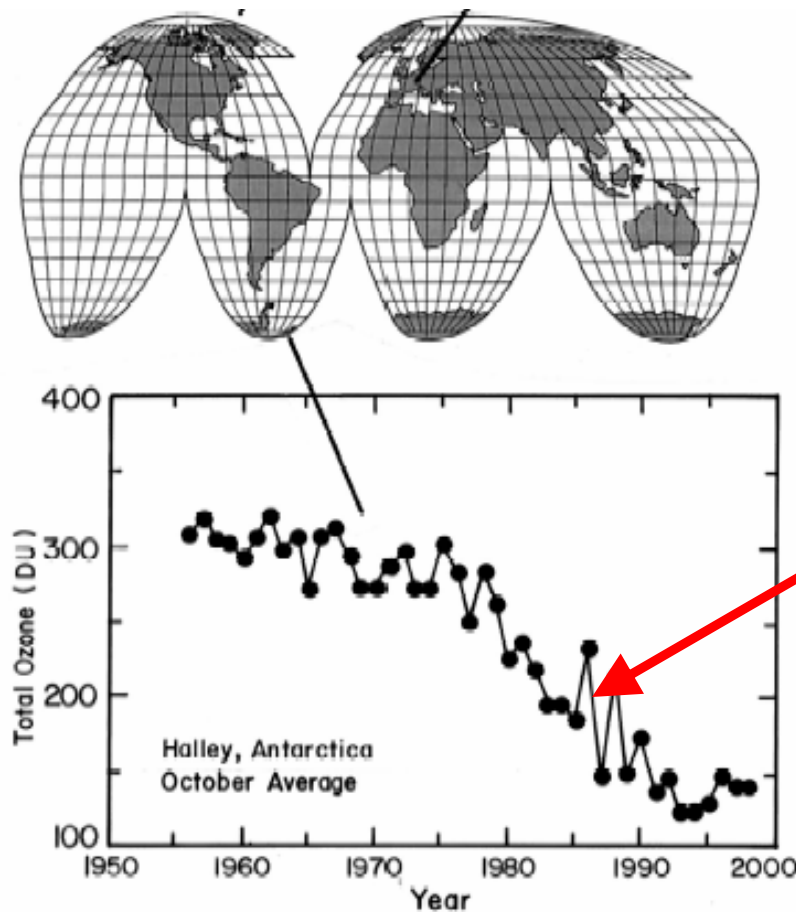 400
300
200
100
Total Ozone (DU)
Halley, Antarctica
October Average
1950 1960 1970 1980 1990 2000
Year